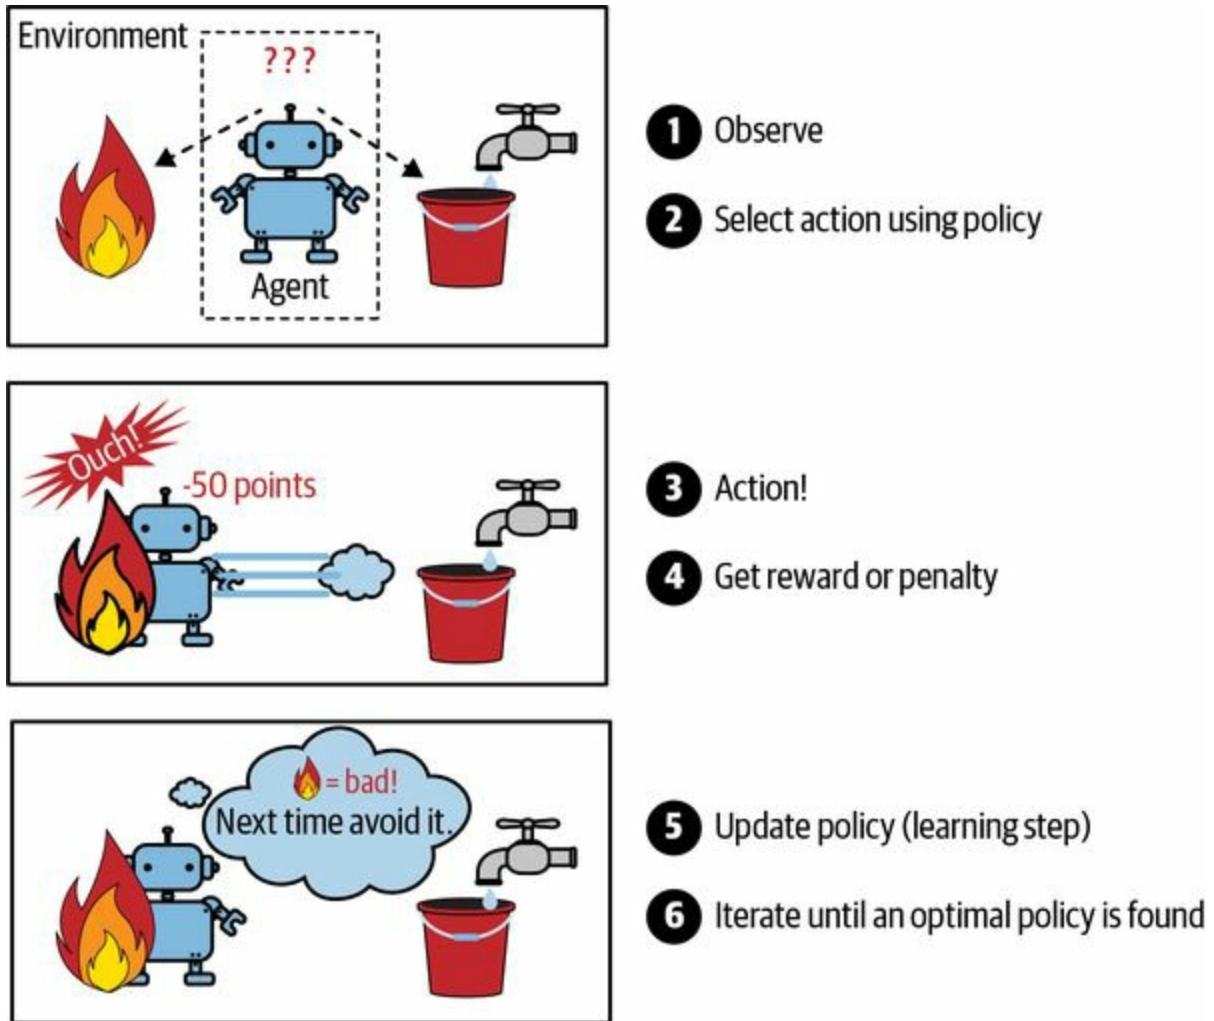 Environment
???
Agent
1 Observe
2 Select action using policy
Ouch!
-50 points
3 Action!
4 Get reward or penalty
= bad!
Next time avoid it.
5 Update policy (learning step)
6 Iterate until an optimal policy is found